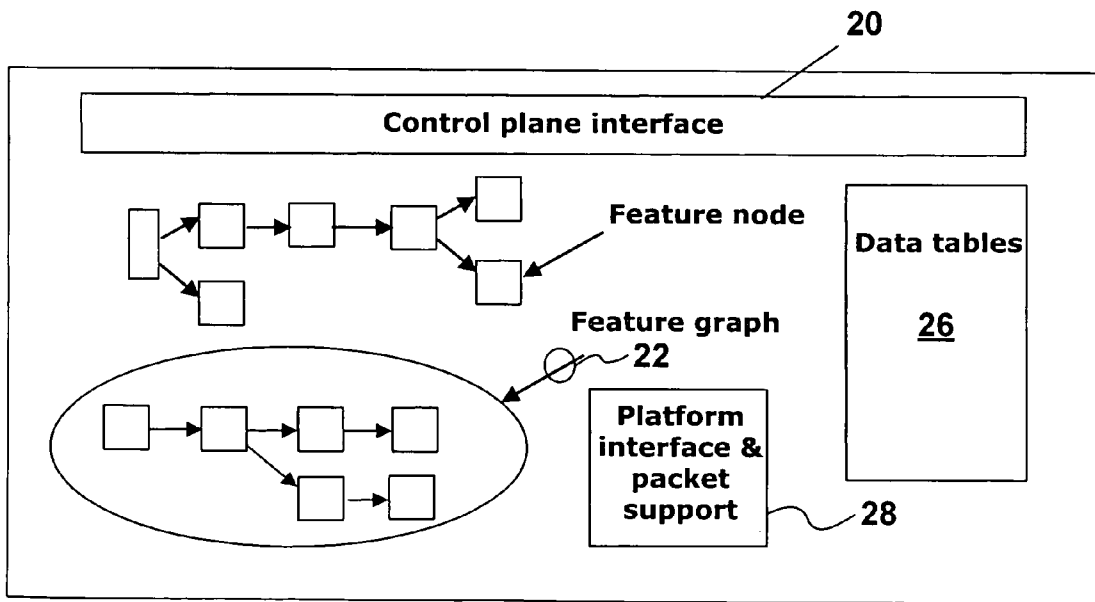 20
Control plane interface
Feature node
Data tables
26
Feature graph
22
Platform
interface &
packet
support
28